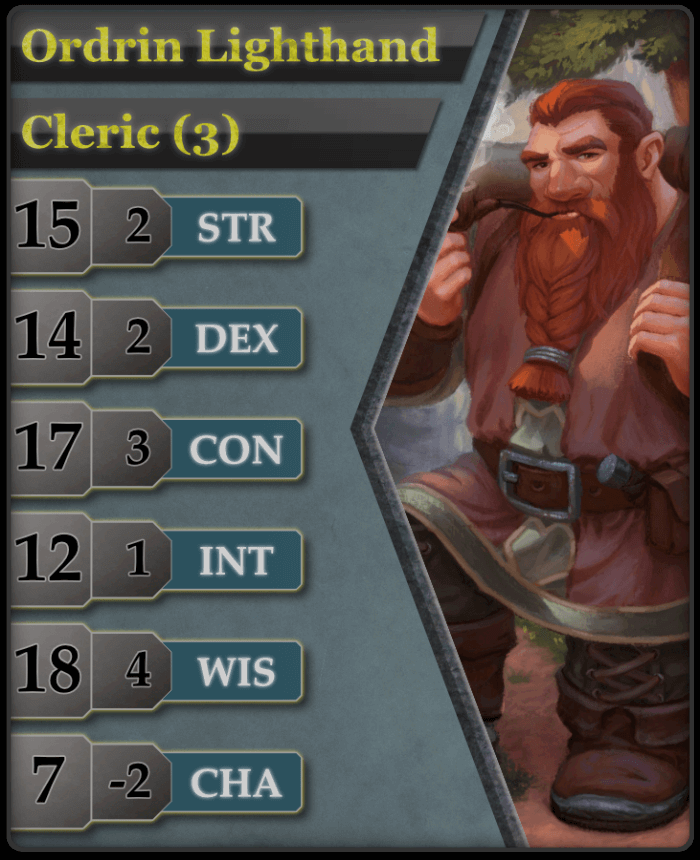 Ordrin Lighthand
Cleric (3)
15 2 STR
14 2 DEX
17 3 CON
12 1 INT
18 4 WIS
7 -2 CHA